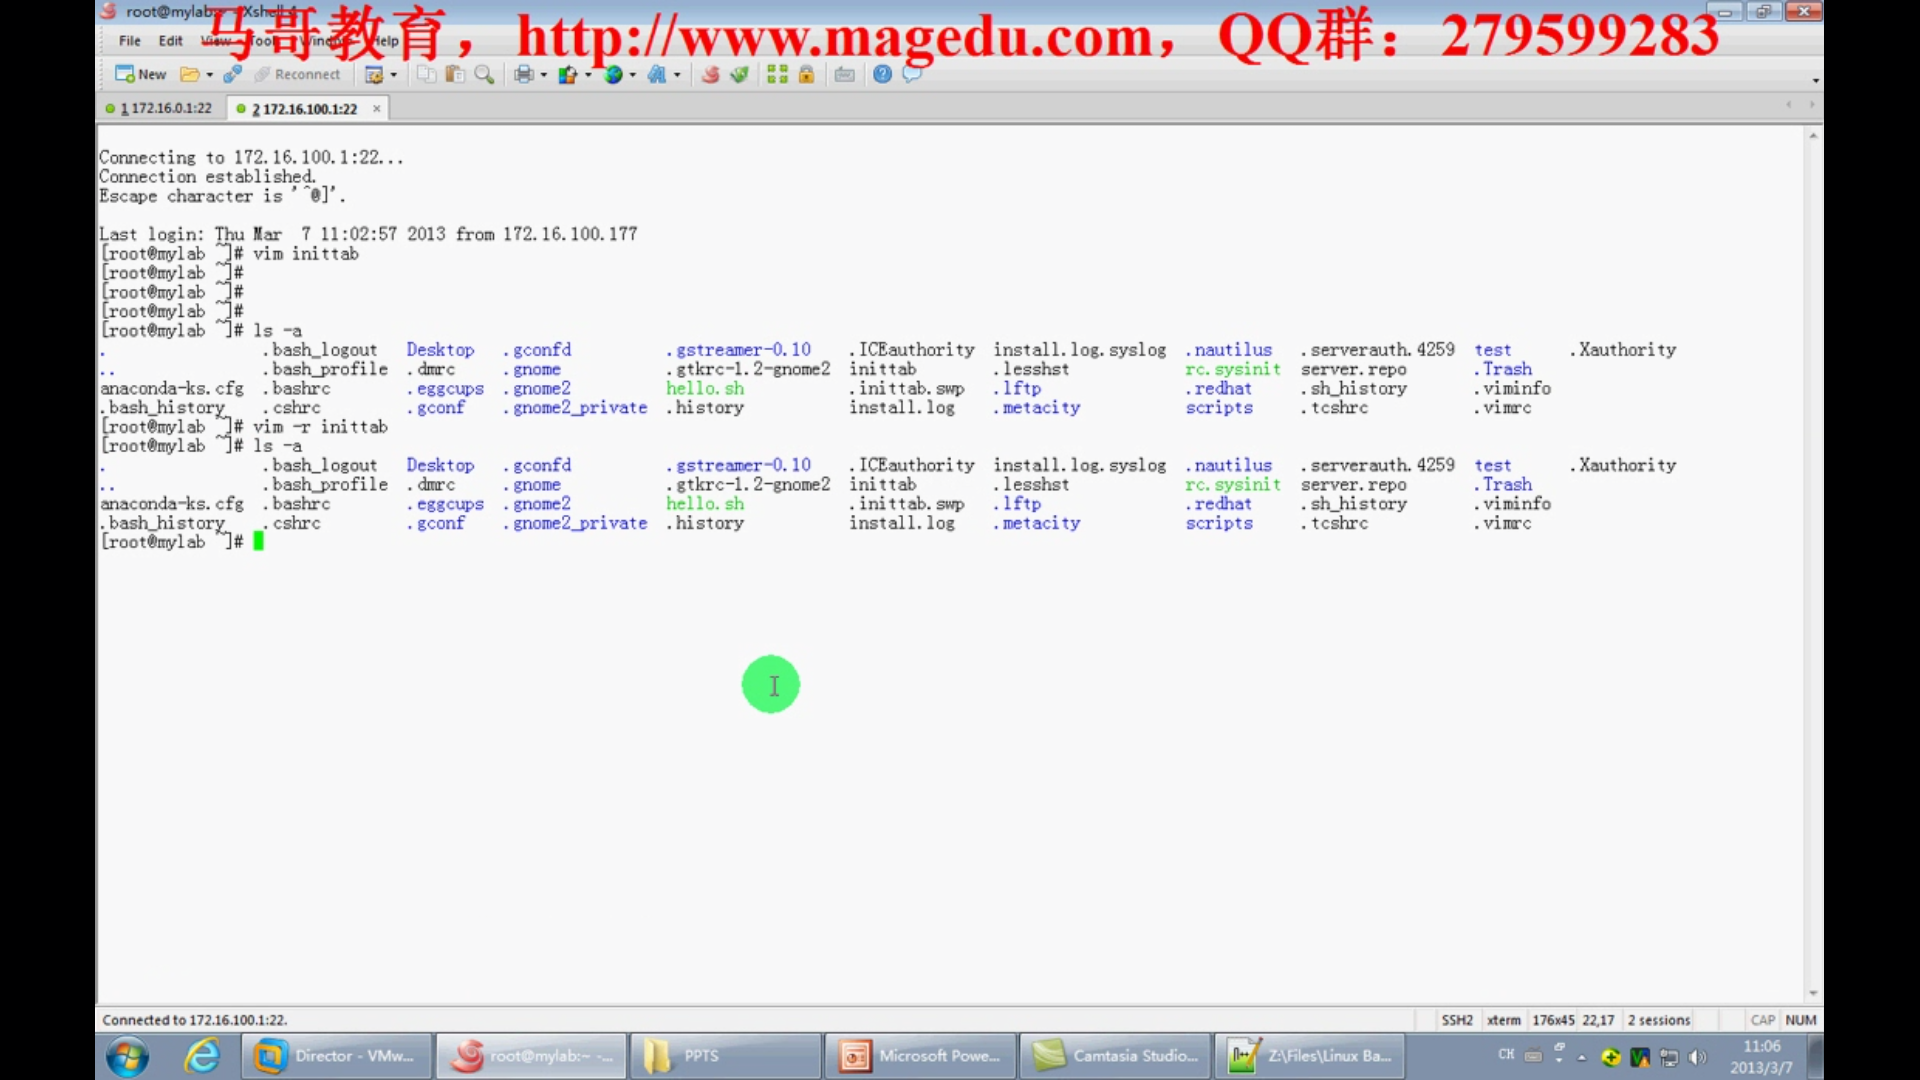 root@mylab:~ - Xshell 4
马哥教育，http://www.magedu.com，QQ群：279599283
File Edit View Tools Window Help
New Reconnect
1 172.16.0.1:22 2 172.16.100.1:22 ×
Connecting to 172.16.100.1:22...
Connection established.
Escape character is '^@]'.
Last login: Thu Mar  7 11:02:57 2013 from 172.16.100.177
[root@mylab ~]# vim inittab
[root@mylab ~]#
[root@mylab ~]#
[root@mylab ~]#
[root@mylab ~]# ls -a
. .bash_logout Desktop .gconfd .gstreamer-0.10 .ICEauthority install.log.syslog .nautilus .serverauth.4259 test .Xauthority
.. .bash_profile .dmrc .gnome .gtkrc-1.2-gnome2 inittab .lesshst rc.sysinit server.repo .Trash
anaconda-ks.cfg .bashrc .eggcups .gnome2 hello.sh .inittab.swp .lftp .redhat .sh_history .viminfo
.bash_history .cshrc .gconf .gnome2_private .history install.log .metacity scripts .tcshrc .vimrc
[root@mylab ~]# vim -r inittab
[root@mylab ~]# ls -a
. .bash_logout Desktop .gconfd .gstreamer-0.10 .ICEauthority install.log.syslog .nautilus .serverauth.4259 test .Xauthority
.. .bash_profile .dmrc .gnome .gtkrc-1.2-gnome2 inittab .lesshst rc.sysinit server.repo .Trash
anaconda-ks.cfg .bashrc .eggcups .gnome2 hello.sh .inittab.swp .lftp .redhat .sh_history .viminfo
.bash_history .cshrc .gconf .gnome2_private .history install.log .metacity scripts .tcshrc .vimrc
[root@mylab ~]#
Connected to 172.16.100.1:22. SSH2 xterm 176x45 22,17 2 sessions CAP NUM
Director - VMw... root@mylab:~ -... PPTS Microsoft Powe... Camtasia Studio... Z:\Files\Linux Ba... CH 11:06
2013/3/7